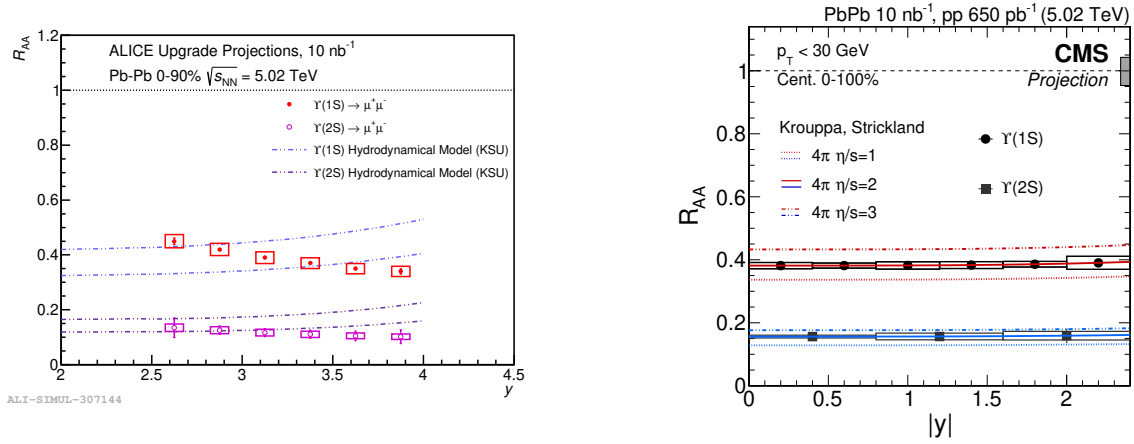 R_AA
ALICE Upgrade Projections, 10 nb⁻¹
Pb-Pb 0-90% √s_NN = 5.02 TeV
ϒ(1S) → μ⁺μ⁻
ϒ(2S) → μ⁺μ⁻
ϒ(1S) Hydrodynamical Model (KSU)
ϒ(2S) Hydrodynamical Model (KSU)
1.2
1
0.8
0.6
0.4
0.2
0
2 2.5 3 3.5 4 4.5
y
ALI-SIMUL-307144
PbPb 10 nb⁻¹, pp 650 pb⁻¹ (5.02 TeV)
p_T < 30 GeV
CMS
Cent. 0-100%
Projection
Krouppa, Strickland
4π η/s=1
4π η/s=2
4π η/s=3
ϒ(1S)
ϒ(2S)
R_AA
1
0.8
0.6
0.4
0.2
0
0 0.5 1 1.5 2
|y|